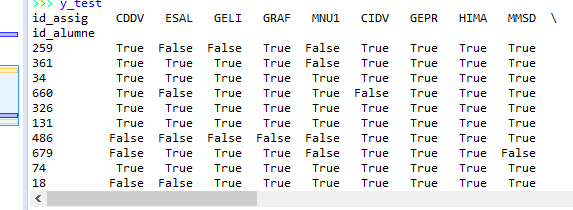 >>> y_test
id_assig CDDV ESAL GELI GRAF MNU1 CIDV GEPR HIMA MMSD \
id_alumne
259 True False False True False True True True True
361 True True True True False True True True True
34 True True True True True True True True True
660 True False True True True False True True True
326 True True True True True True True True True
131 True True True True True True True True True
486 False False False False False True True True True
679 False True True True False True True True False
74 True True True True True True True True True
18 False False True True True True True True True